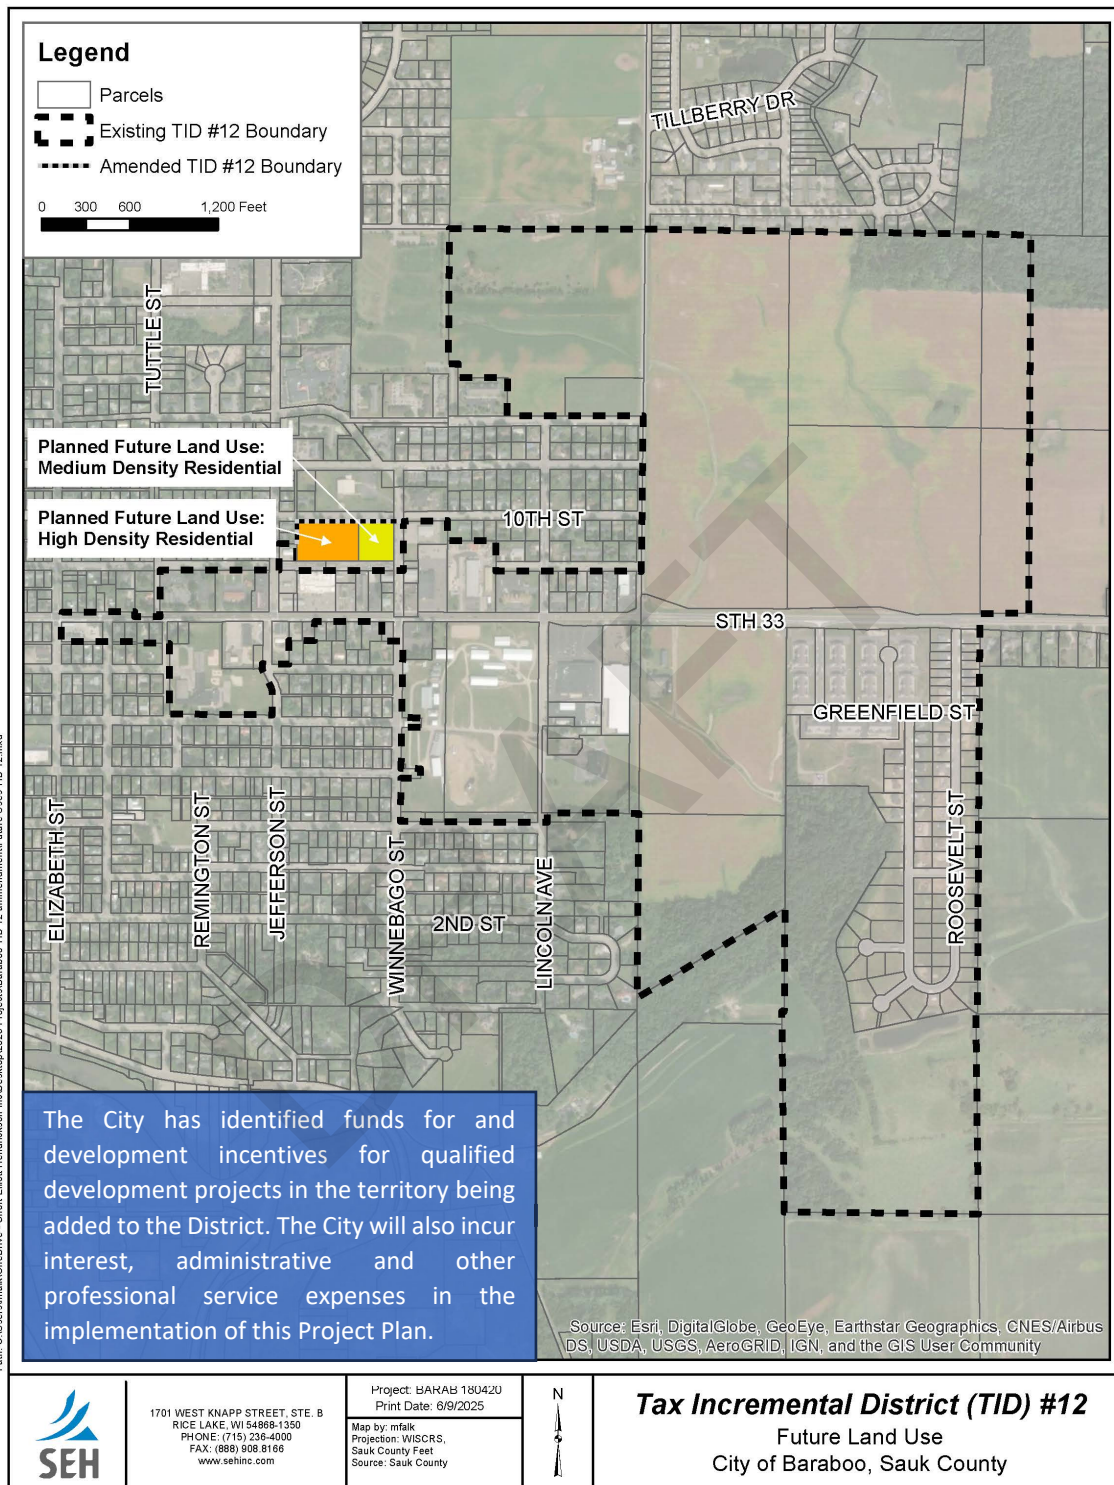 Legend
Parcels
Existing TID #12 Boundary
Amended TID #12 Boundary
0 300 600 1,200 Feet
TILLBERRY DR
TUTTLE ST
Planned Future Land Use:
Medium Density Residential
Planned Future Land Use:
High Density Residential
10TH ST
STH 33
GREENFIELD ST
ELIZABETH ST
REMINGTON ST
JEFFERSON ST
WINNEBAGO ST
2ND ST
LINCOLN AVE
ROOSEVELT ST
DRAFT
The City has identified funds for and
development incentives for qualified
development projects in the territory being
added to the District. The City will also incur
interest, administrative and other
professional service expenses in the
implementation of this Project Plan.
Source: Esri, DigitalGlobe, GeoEye, Earthstar Geographics, CNES/Airbus
DS, USDA, USGS, AeroGRID, IGN, and the GIS User Community
SEH
1701 WEST KNAPP STREET, STE. B
RICE LAKE, WI 54868-1350
PHONE: (715) 236-4000
FAX: (888) 908.8166
www.sehinc.com
Project: BARAB 180420
Print Date: 6/9/2025
Map by: mfalk
Projection: WISCRS,
Sauk County Feet
Source: Sauk County
N
Tax Incremental District (TID) #12
Future Land Use
City of Baraboo, Sauk County